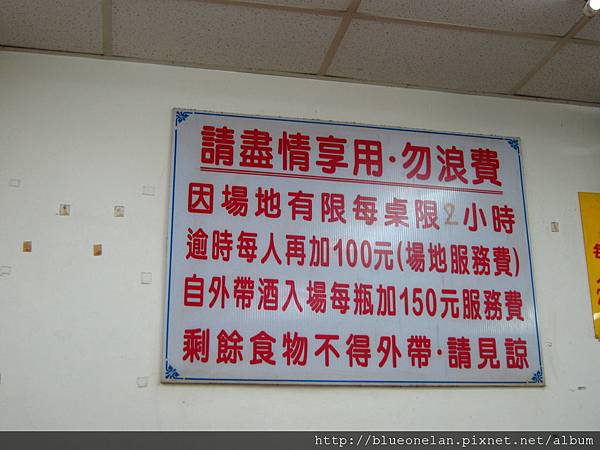 請盡情享用·勿浪費
因場地有限每桌限2小時
逾時每人再加100元(場地服務費)
自外帶酒入場每瓶加150元服務費
剩餘食物不得外帶·請見諒
http://blueonelan.pixnet.net/album